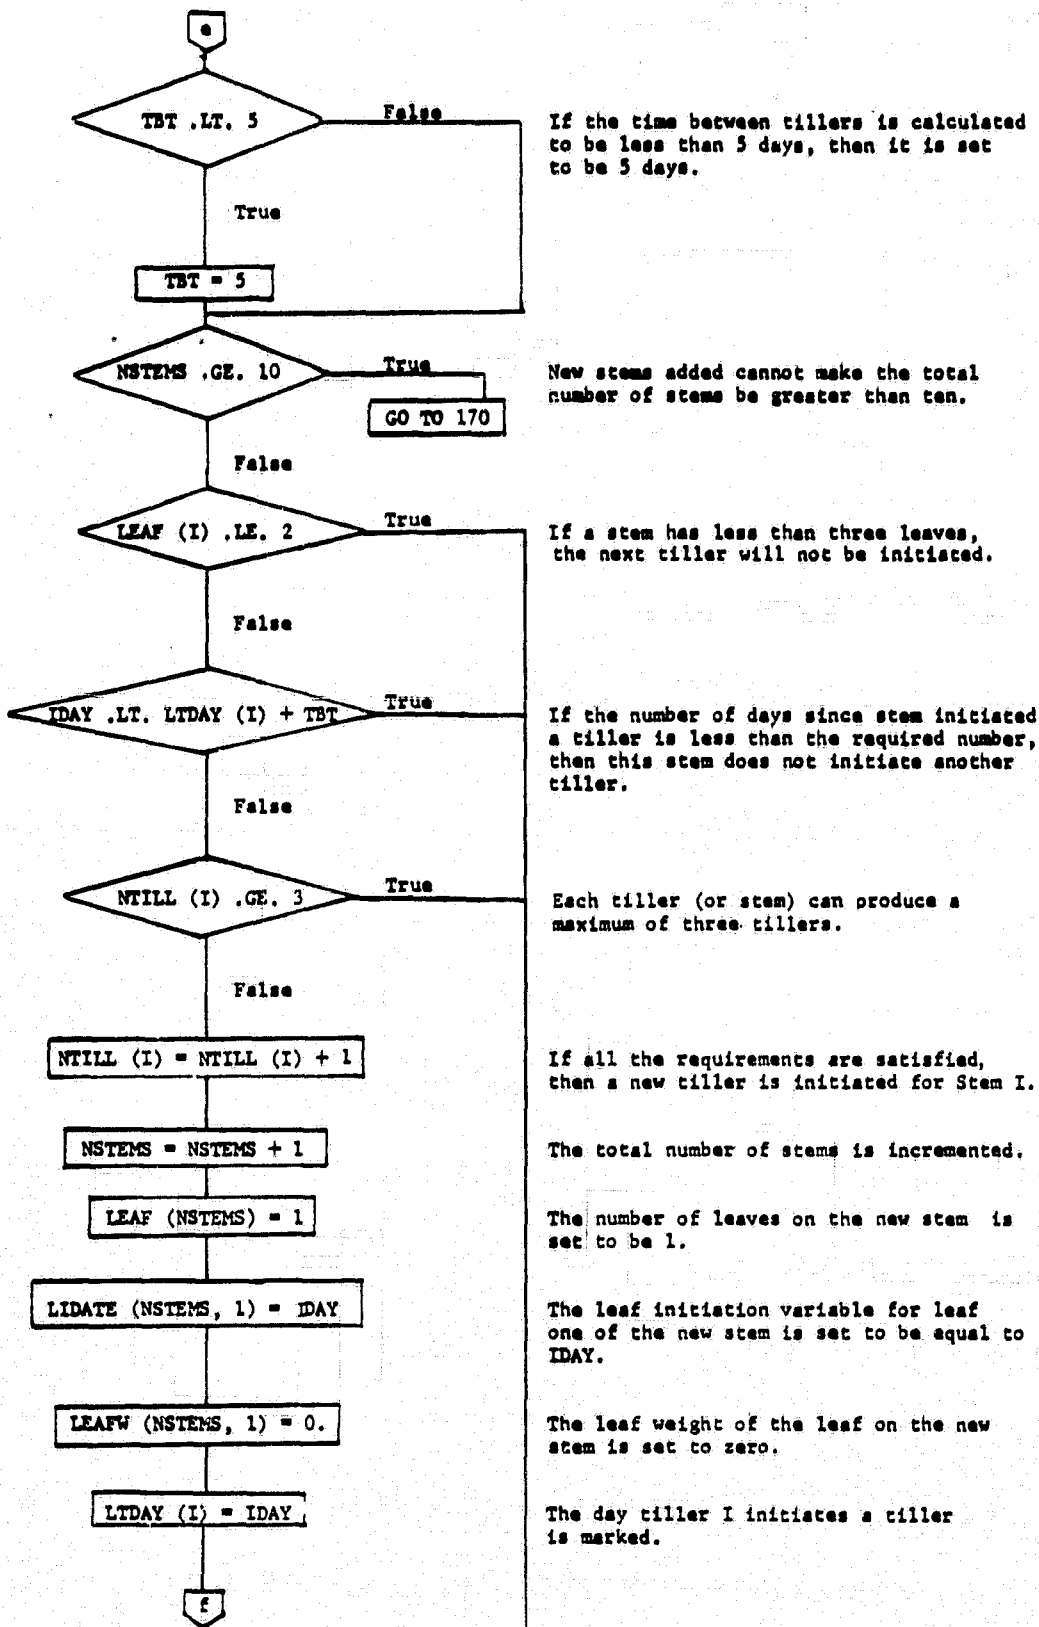 e
TBT .LT. 5
False
If the time between tillers is calculated
to be less than 5 days, then it is set
to be 5 days.
True
TBT = 5
NSTEMS .GE. 10
True
New stems added cannot make the total
number of stems be greater than ten.
GO TO 170
False
LEAF (I) .LE. 2
True
If a stem has less than three leaves,
the next tiller will not be initiated.
False
IDAY .LT. LTDAY (I) + TBT
True
If the number of days since stem initiated
a tiller is less than the required number,
then this stem does not initiate another
tiller.
False
NTILL (I) .GE. 3
True
Each tiller (or stem) can produce a
maximum of three tillers.
False
NTILL (I) = NTILL (I) + 1
If all the requirements are satisfied,
then a new tiller is initiated for Stem I.
NSTEMS = NSTEMS + 1
The total number of stems is incremented.
LEAF (NSTEMS) = 1
The number of leaves on the new stem is
set to be 1.
LIDATE (NSTEMS, 1) = IDAY
The leaf initiation variable for leaf
one of the new stem is set to be equal to
IDAY.
LEAFW (NSTEMS, 1) = 0.
The leaf weight of the leaf on the new
stem is set to zero.
LTDAY (I) = IDAY
The day tiller I initiates a tiller
is marked.
f